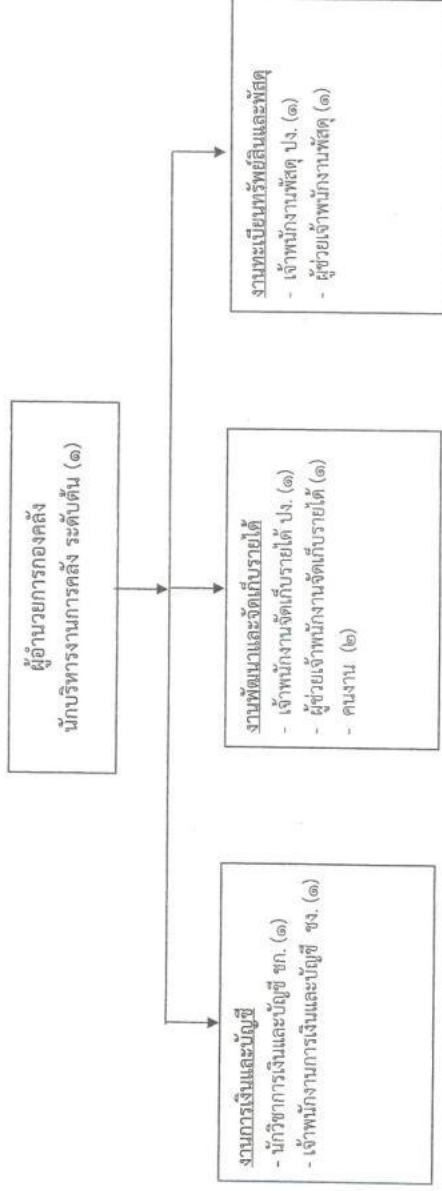 ผู้อำนวยการกองคลัง
นักบริหารงานการคลัง ระดับต้น (๑)
งานการเงินและบัญชี
- นักวิชาการเงินและบัญชี ชก. (๑)
- เจ้าพนักงานการเงินและบัญชี ชง. (๑)
งานพัฒนาและจัดเก็บรายได้
- เจ้าพนักงานจัดเก็บรายได้ ปง. (๑)
- ผู้ช่วยเจ้าพนักงานจัดเก็บรายได้ (๑)
- คนงาน (๒)
งานทะเบียนทรัพย์สินและพัสดุ
- เจ้าพนักงานพัสดุ ปง. (๑)
- ผู้ช่วยเจ้าพนักงานพัสดุ (๑)